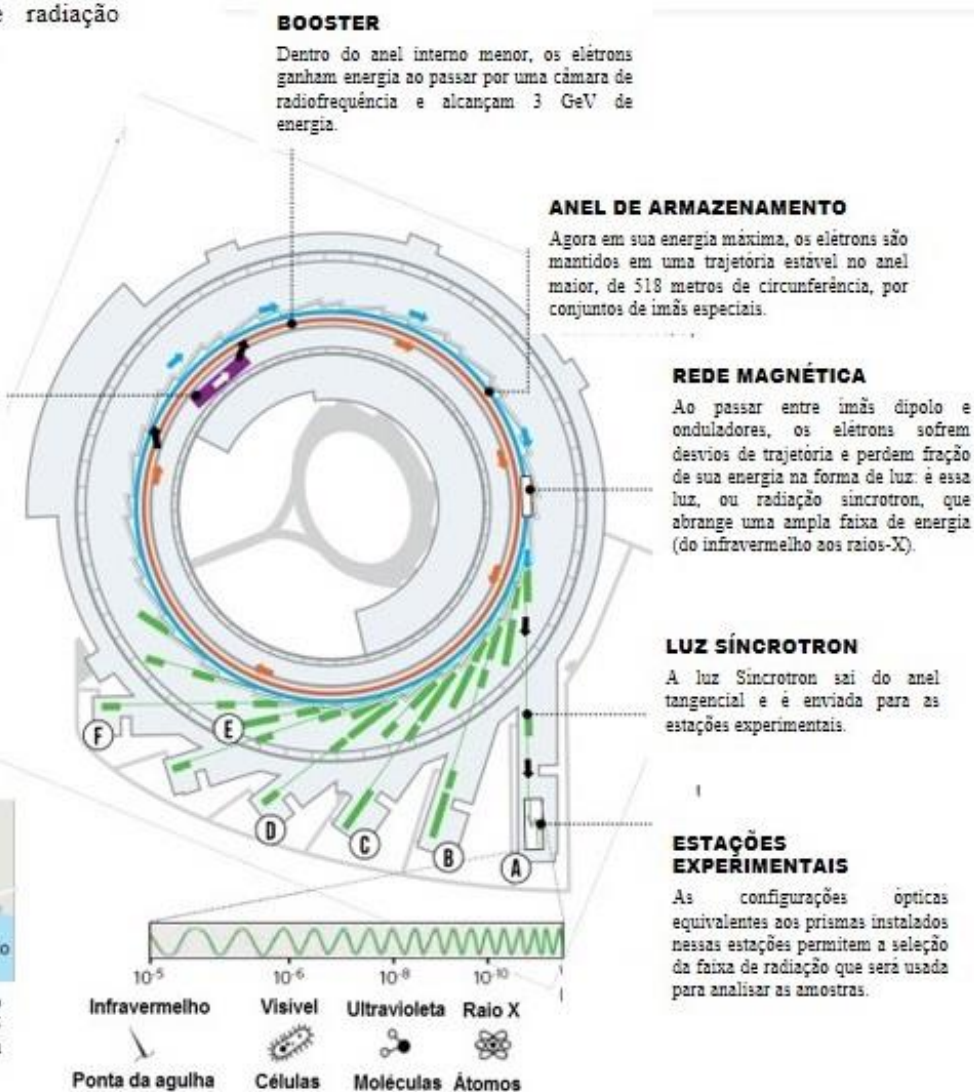 radiação
BOOSTER
Dentro do anel interno menor, os elétrons
ganham energia ao passar por uma câmara de
radiofrequência e alcançam 3 GeV de
energia.
ANEL DE ARMAZENAMENTO
Agora em sua energia máxima, os elétrons são
mantidos em uma trajetória estável no anel
maior, de 518 metros de circunferência, por
conjuntos de imãs especiais.
REDE MAGNÉTICA
Ao passar entre imãs dipolo e
onduladores, os elétrons sofrem
desvios de trajetória e perdem fração
de sua energia na forma de luz: é essa
luz, ou radiação sincrotron, que
abrange uma ampla faixa de energia
(do infravermelho aos raios-X).
LUZ SÍNCROTRON
A luz Sincrotron sai do anel
tangencial e é enviada para as
estações experimentais.
ESTAÇÕES
EXPERIMENTAIS
As configurações ópticas
equivalentes aos prismas instalados
nessas estações permitem a seleção
da faixa de radiação que será usada
para analisar as amostras.
F
E
D
C
B
A
10-5 10-6 10-8 10-10
Infravermelho Visível Ultravioleta Raio X
Ponta da agulha Células Moléculas Átomos